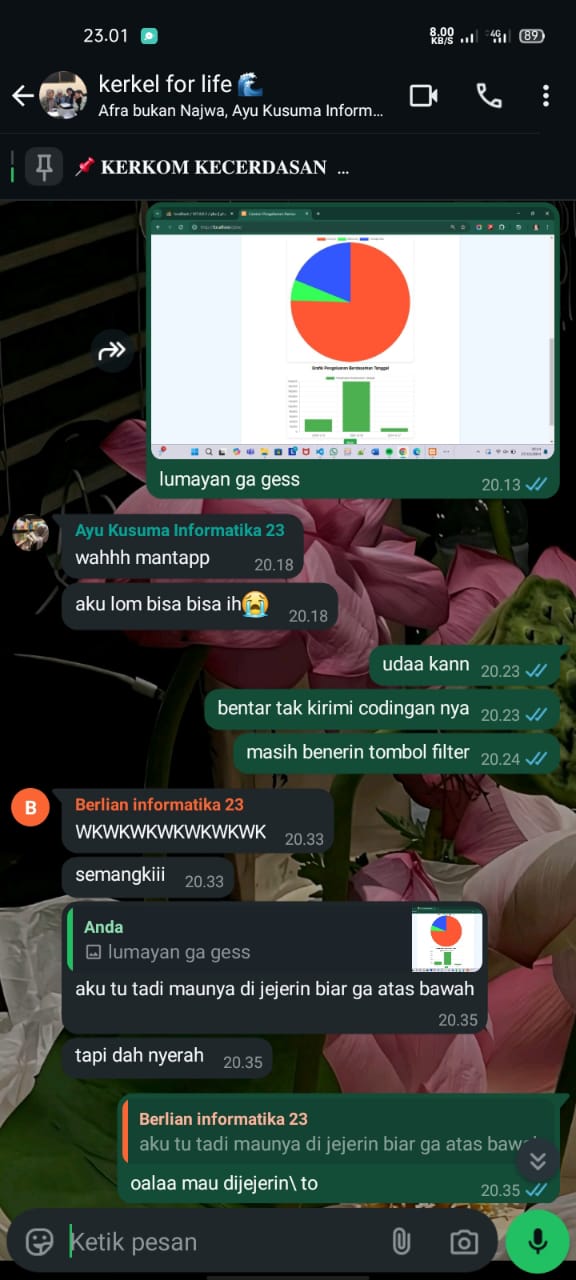 23.01
8.00
KB/S
4G
89
kerkel for life
Afra bukan Najwa, Ayu Kusuma Inform...
KERKOM KECERDASAN ...
Grafik Pengeluaran Berdasarkan Tanggal
lumayan ga gess
20.13
Ayu Kusuma Informatika 23
wahhh mantapp
20.18
aku lom bisa bisa ih
20.18
udaa kann
20.23
bentar tak kirimi codingan nya
20.23
masih benerin tombol filter
20.24
B
Berlian informatika 23
WKWKWKWKWKWKWK
20.33
semangkiii
20.33
Anda
lumayan ga gess
aku tu tadi maunya di jejerin biar ga atas bawah
20.35
tapi dah nyerah
20.35
Berlian informatika 23
aku tu tadi maunya di jejerin biar ga atas
oalaa mau dijejerin\ to
20.35
Ketik pesan